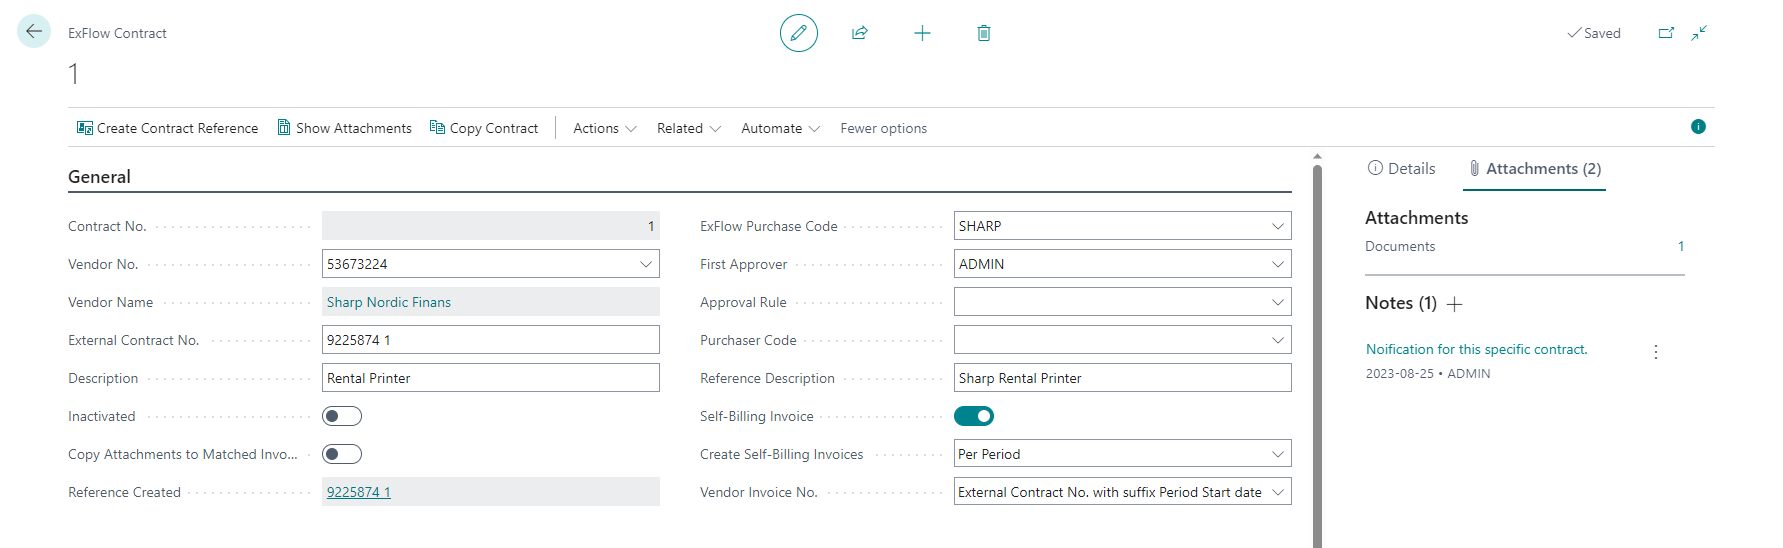 ExFlow Contract
Saved
1
Create Contract Reference Show Attachments Copy Contract Actions Related Automate Fewer options
General
Contract No. 1
Vendor No. 53673224
Vendor Name Sharp Nordic Finans
External Contract No. 9225874 1
Description Rental Printer
Inactivated
Copy Attachments to Matched Invo...
Reference Created 9225874 1
ExFlow Purchase Code SHARP
First Approver ADMIN
Approval Rule
Purchaser Code
Reference Description Sharp Rental Printer
Self-Billing Invoice
Create Self-Billing Invoices Per Period
Vendor Invoice No. External Contract No. with suffix Period Start date
Details Attachments (2)
Attachments
Documents 1
Notes (1)
Noification for this specific contract.
2023-08-25 • ADMIN